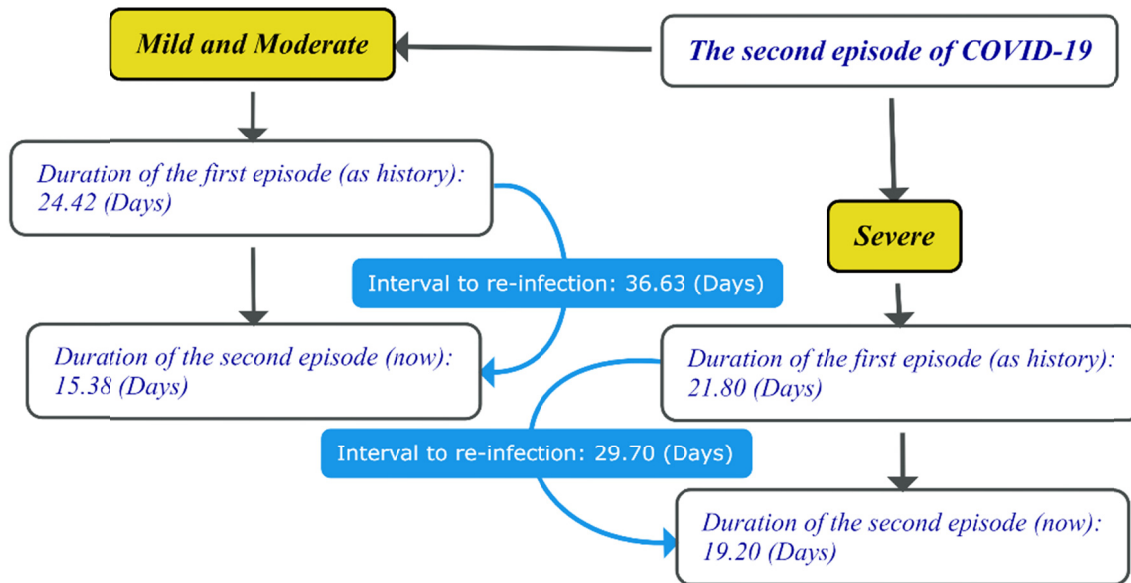 Mild and Moderate
The second episode of COVID-19
Duration of the first episode (as history):
24.42 (Days)
Severe
Interval to re-infection: 36.63 (Days)
Duration of the second episode (now):
15.38 (Days)
Duration of the first episode (as history):
21.80 (Days)
Interval to re-infection: 29.70 (Days)
Duration of the second episode (now):
19.20 (Days)